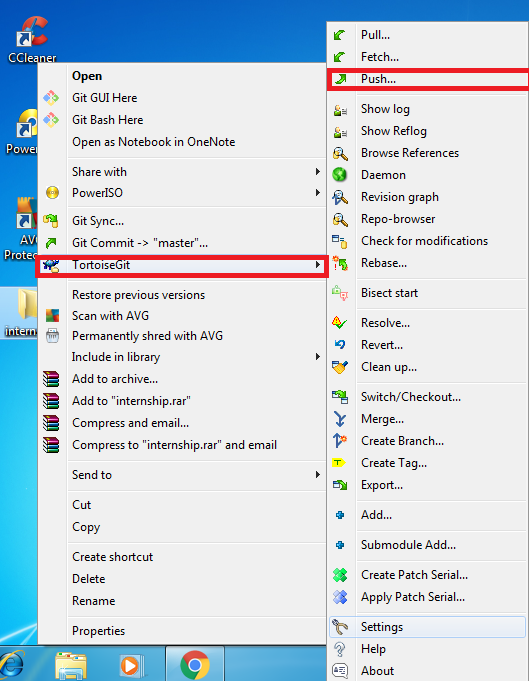 CCleaner
Power
AVG
Protec
intern
Open
Git GUI Here
Git Bash Here
Open as Notebook in OneNote
Share with
PowerISO
Git Sync...
Git Commit -> "master"...
TortoiseGit
Restore previous versions
Scan with AVG
Permanently shred with AVG
Include in library
Add to archive...
Add to "internship.rar"
Compress and email...
Compress to "internship.rar" and email
Send to
Cut
Copy
Create shortcut
Delete
Rename
Properties
Pull...
Fetch...
Push...
Show log
Show Reflog
Browse References
Daemon
Revision graph
Repo-browser
Check for modifications
Rebase...
Bisect start
Resolve...
Revert...
Clean up...
Switch/Checkout...
Merge...
Create Branch...
Create Tag...
Export...
Add...
Submodule Add...
Create Patch Serial...
Apply Patch Serial...
Settings
Help
About